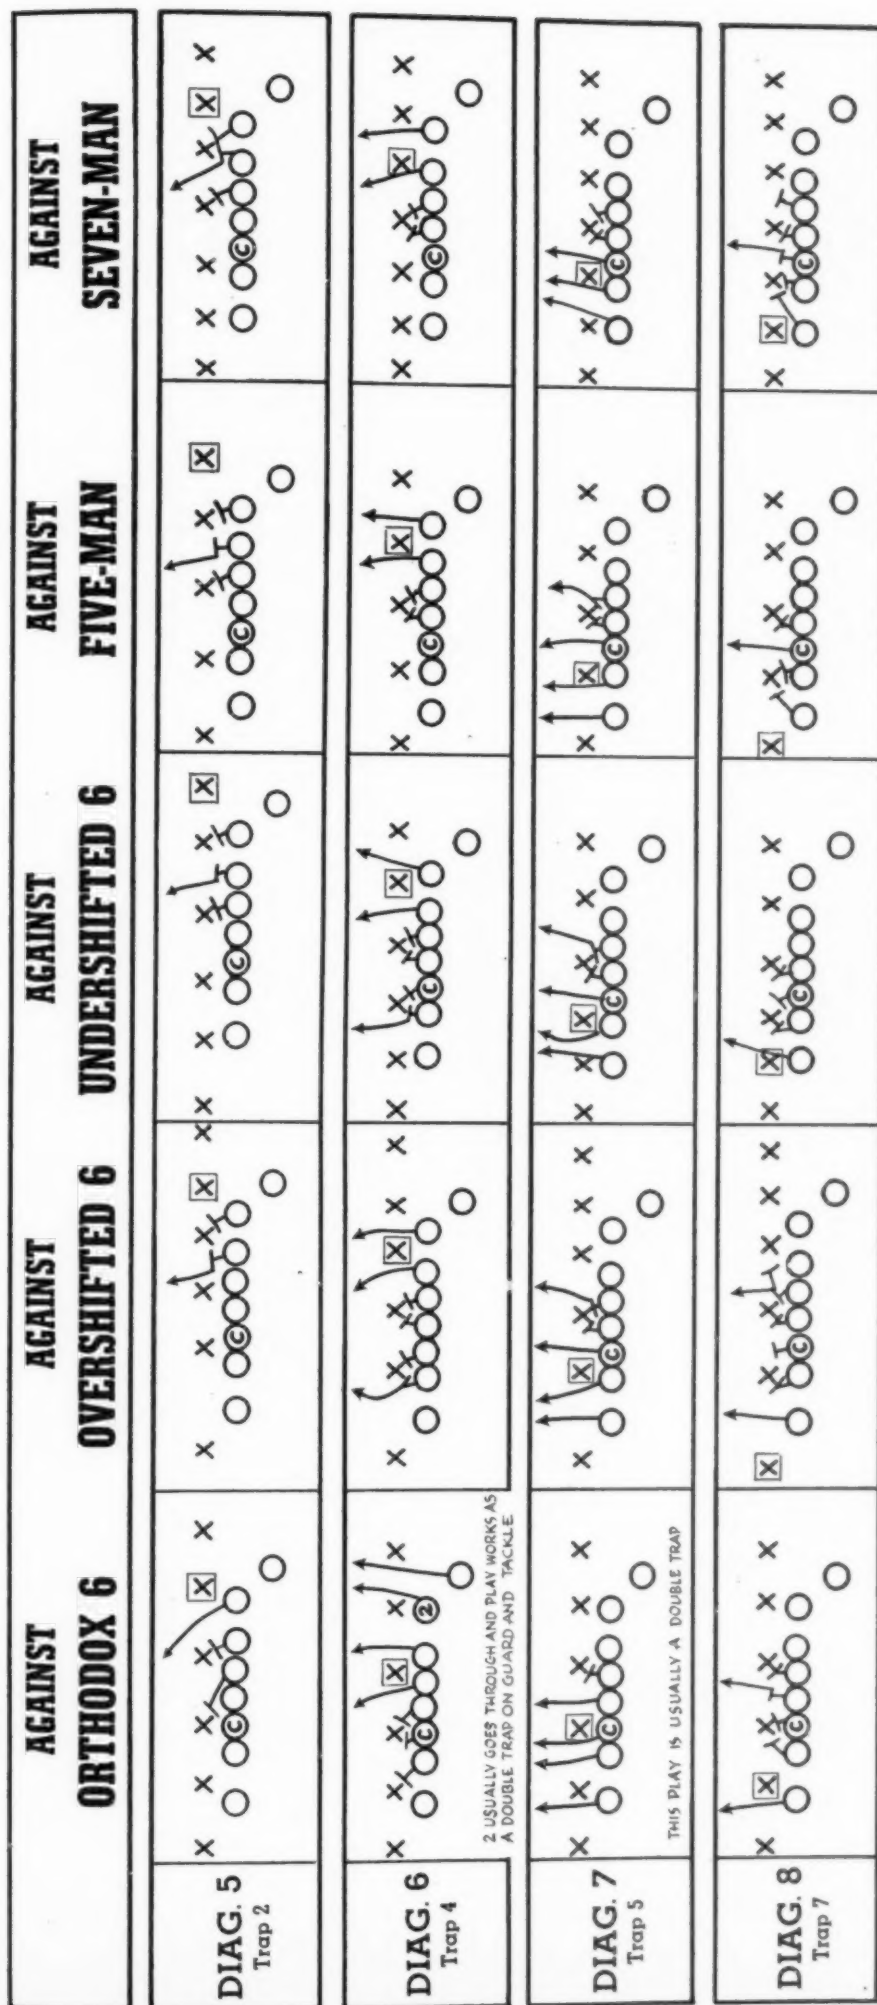 AGAINST
ORTHODOX 6
AGAINST
OVERSHIFTED 6
AGAINST
UNDERSHIFTED 6
AGAINST
FIVE-MAN
AGAINST
SEVEN-MAN
DIAG. 5
Trap 2
C
C
C
C
C
DIAG. 6
Trap 4
C
2
C
C
C
C
2 USUALLY GOES THROUGH AND PLAY WORKS AS
A DOUBLE TRAP ON GUARD AND TACKLE
DIAG. 7
Trap 5
C
C
C
C
C
THIS PLAY IS USUALLY A DOUBLE TRAP
DIAG. 8
Trap 7
C
C
C
C
C